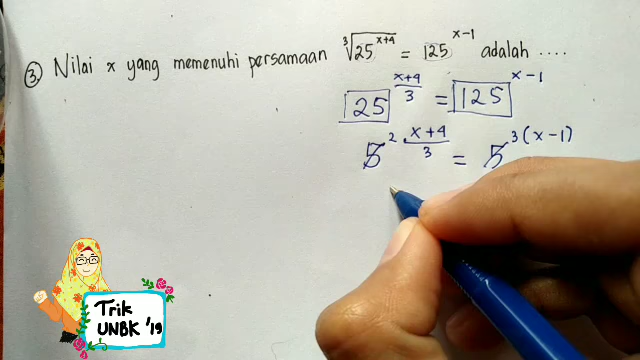 ③ Nilai x yang memenuhi persamaan ∛(25^(x+4)) = 125^(x-1) adalah ....
25^((x+4)/3) = 125^(x-1)
5^(2·(x+4)/3) = 5^(3(x-1))
Trik
UNBK '19